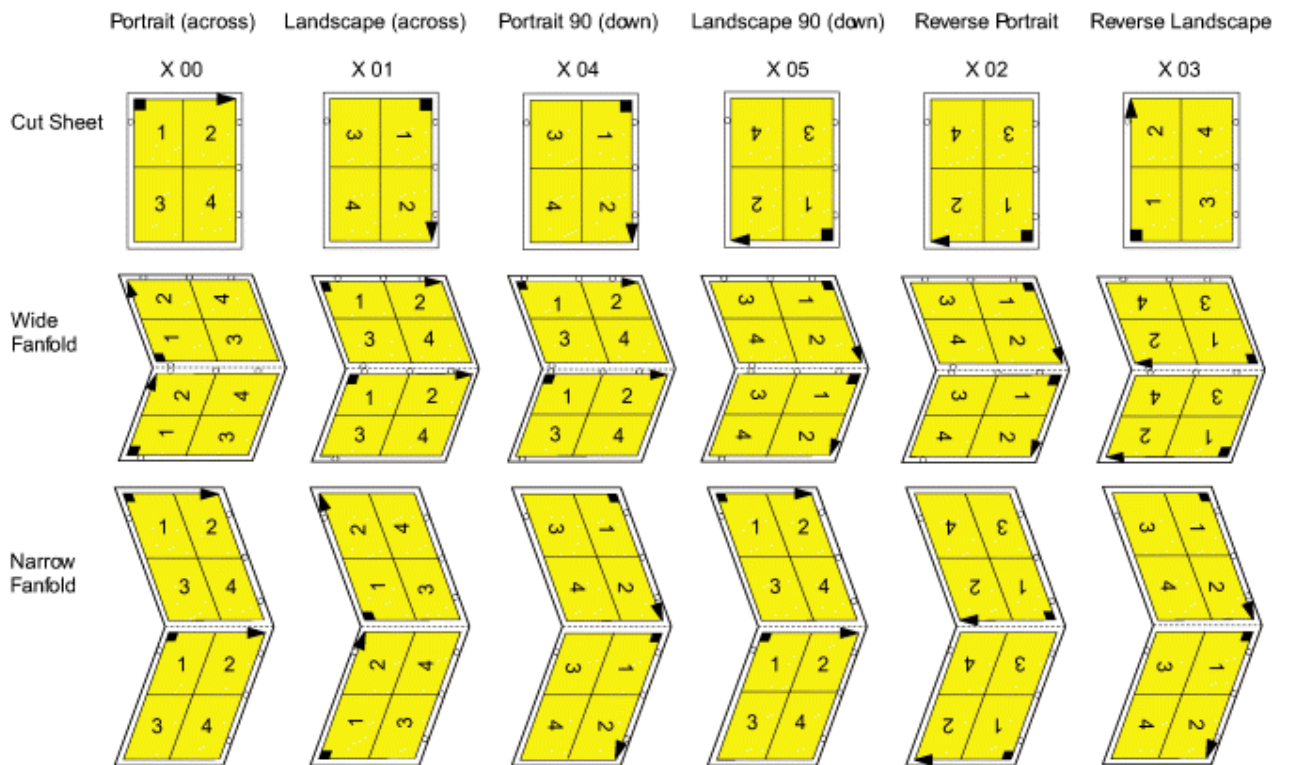 Portrait (across) Landscape (across) Portrait 90 (down) Landscape 90 (down) Reverse Portrait Reverse Landscape
X 00 X 01 X 04 X 05 X 02 X 03
Cut Sheet
1 2 3 1 3 1 4 3 4 3 2 4
3 4 4 2 4 2 2 1 2 1 1 3
Wide
Fanfold
2 4 1 2 1 2 3 1 3 1 4 3
1 3 3 4 3 4 4 2 4 2 2 1
2 4 1 2 1 2 3 1 3 1 4 3
1 3 3 4 3 4 4 2 4 2 2 1
Narrow
Fanfold
1 2 2 4 3 1 1 2 4 3 3 1
3 4 1 3 4 2 3 4 2 1 4 2
1 2 2 4 3 1 1 2 4 3 3 1
3 4 1 3 4 2 3 4 2 1 4 2